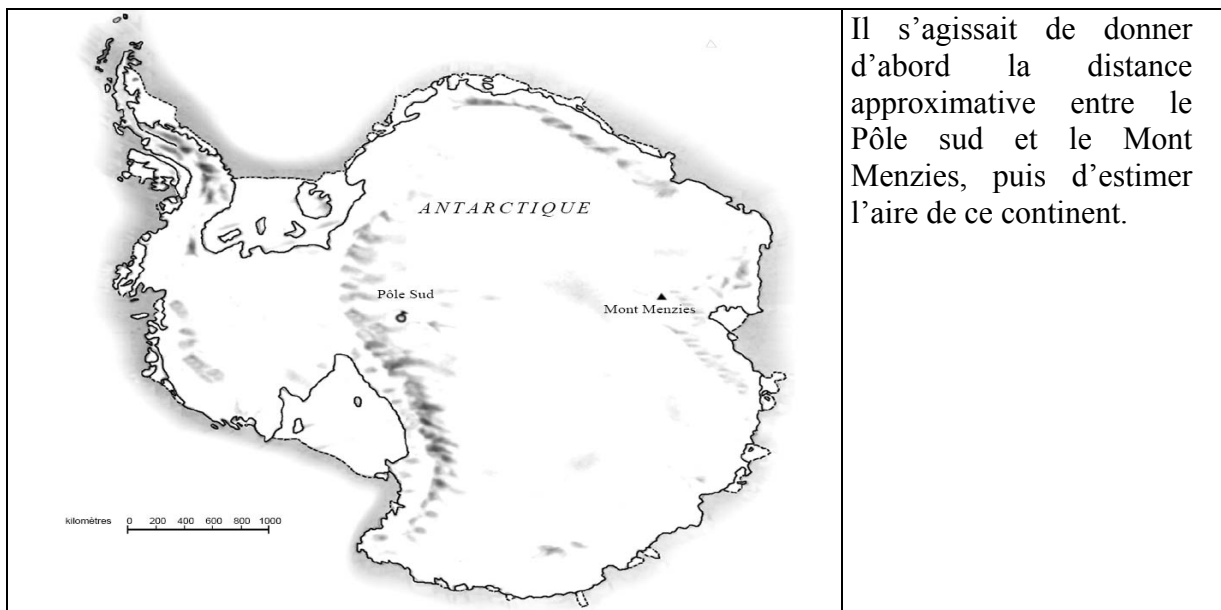 Il s’agissait de donner
d’abord la distance
approximative entre le
Pôle sud et le Mont
Menzies, puis d’estimer
l’aire de ce continent.
ANTARCTIQUE
Pôle Sud
Mont Menzies
kilomètres 0 200 400 600 800 1000